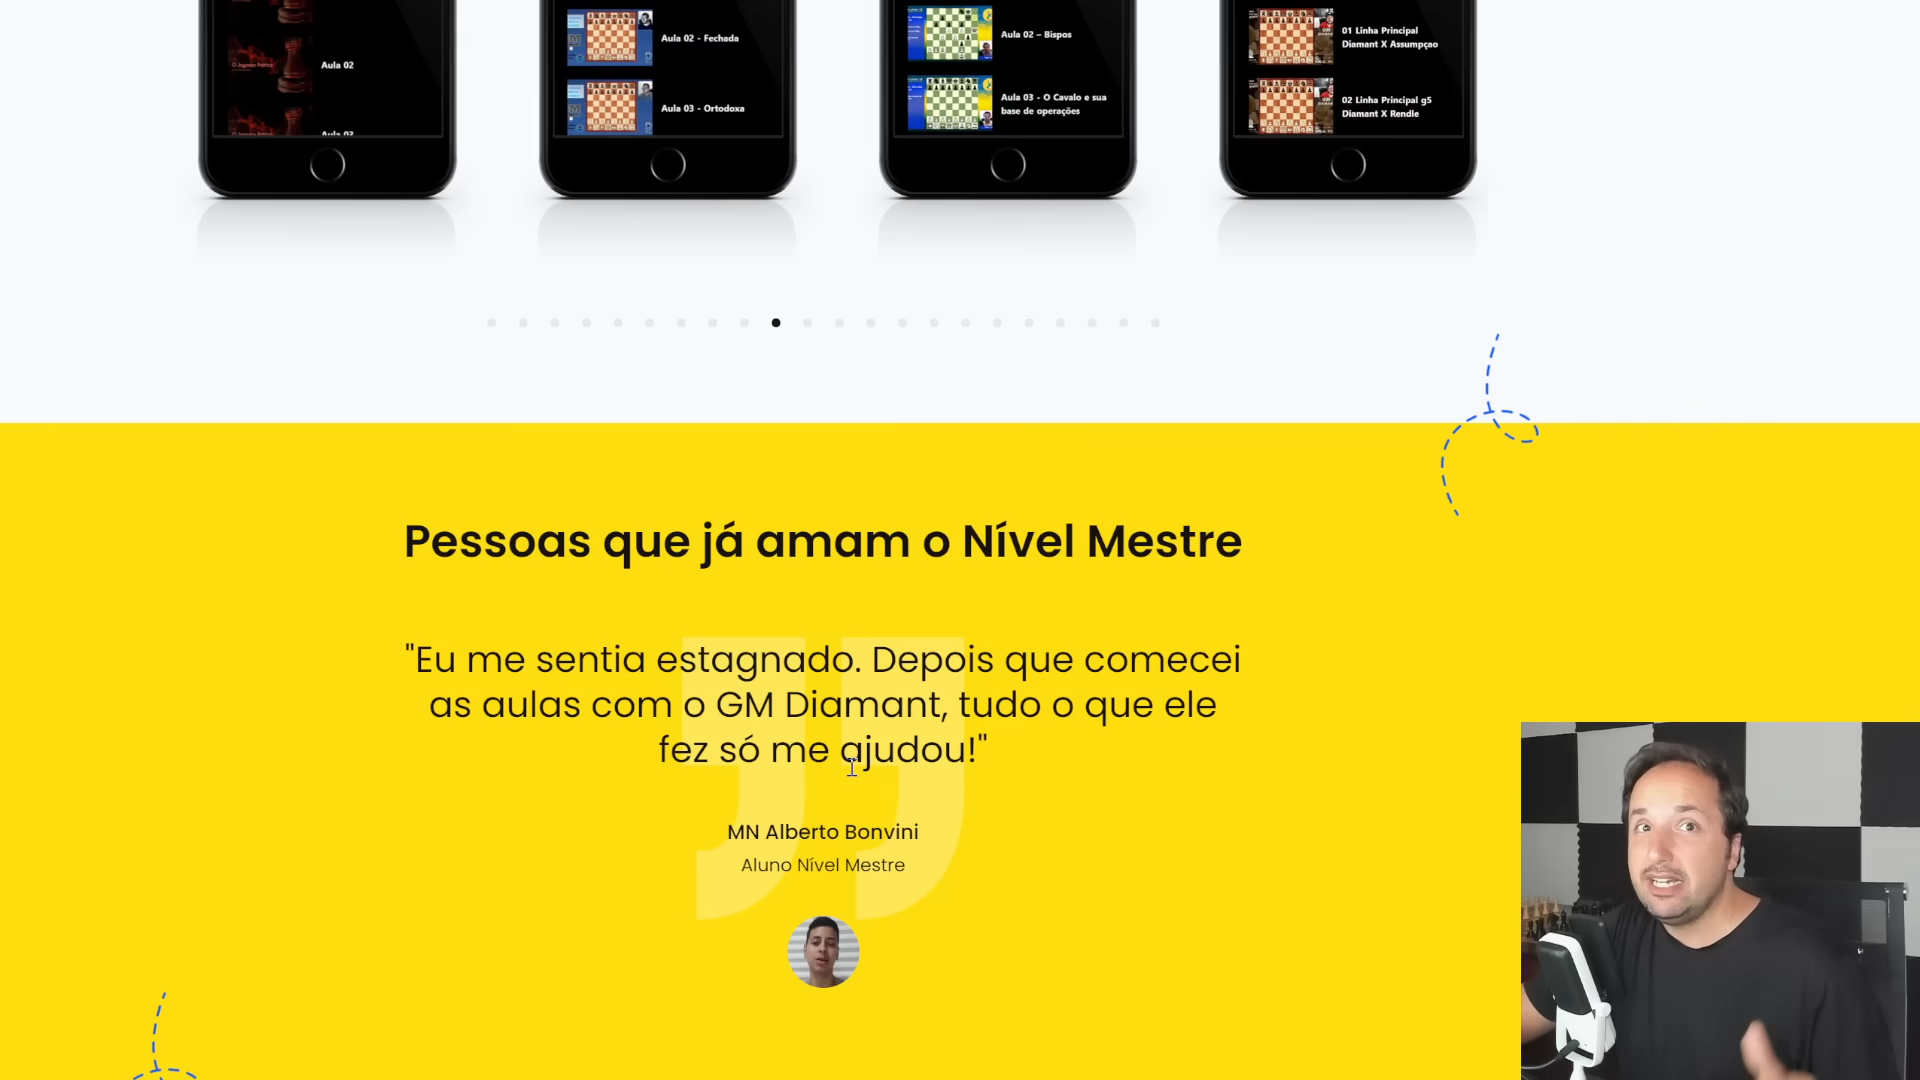 Aula 02
Aula 03
Aula 02 - Fechada
Aula 03 - Ortodoxa
Aula 02 – Bispos
Aula 03 - O Cavalo e sua
base de operações
01 Linha Principal
Diamant X Assumpçao
02 Linha Principal g5
Diamant X Rendle
Pessoas que já amam o Nível Mestre
"Eu me sentia estagnado. Depois que comecei
as aulas com o GM Diamant, tudo o que ele
fez só me ajudou!"
MN Alberto Bonvini
Aluno Nível Mestre